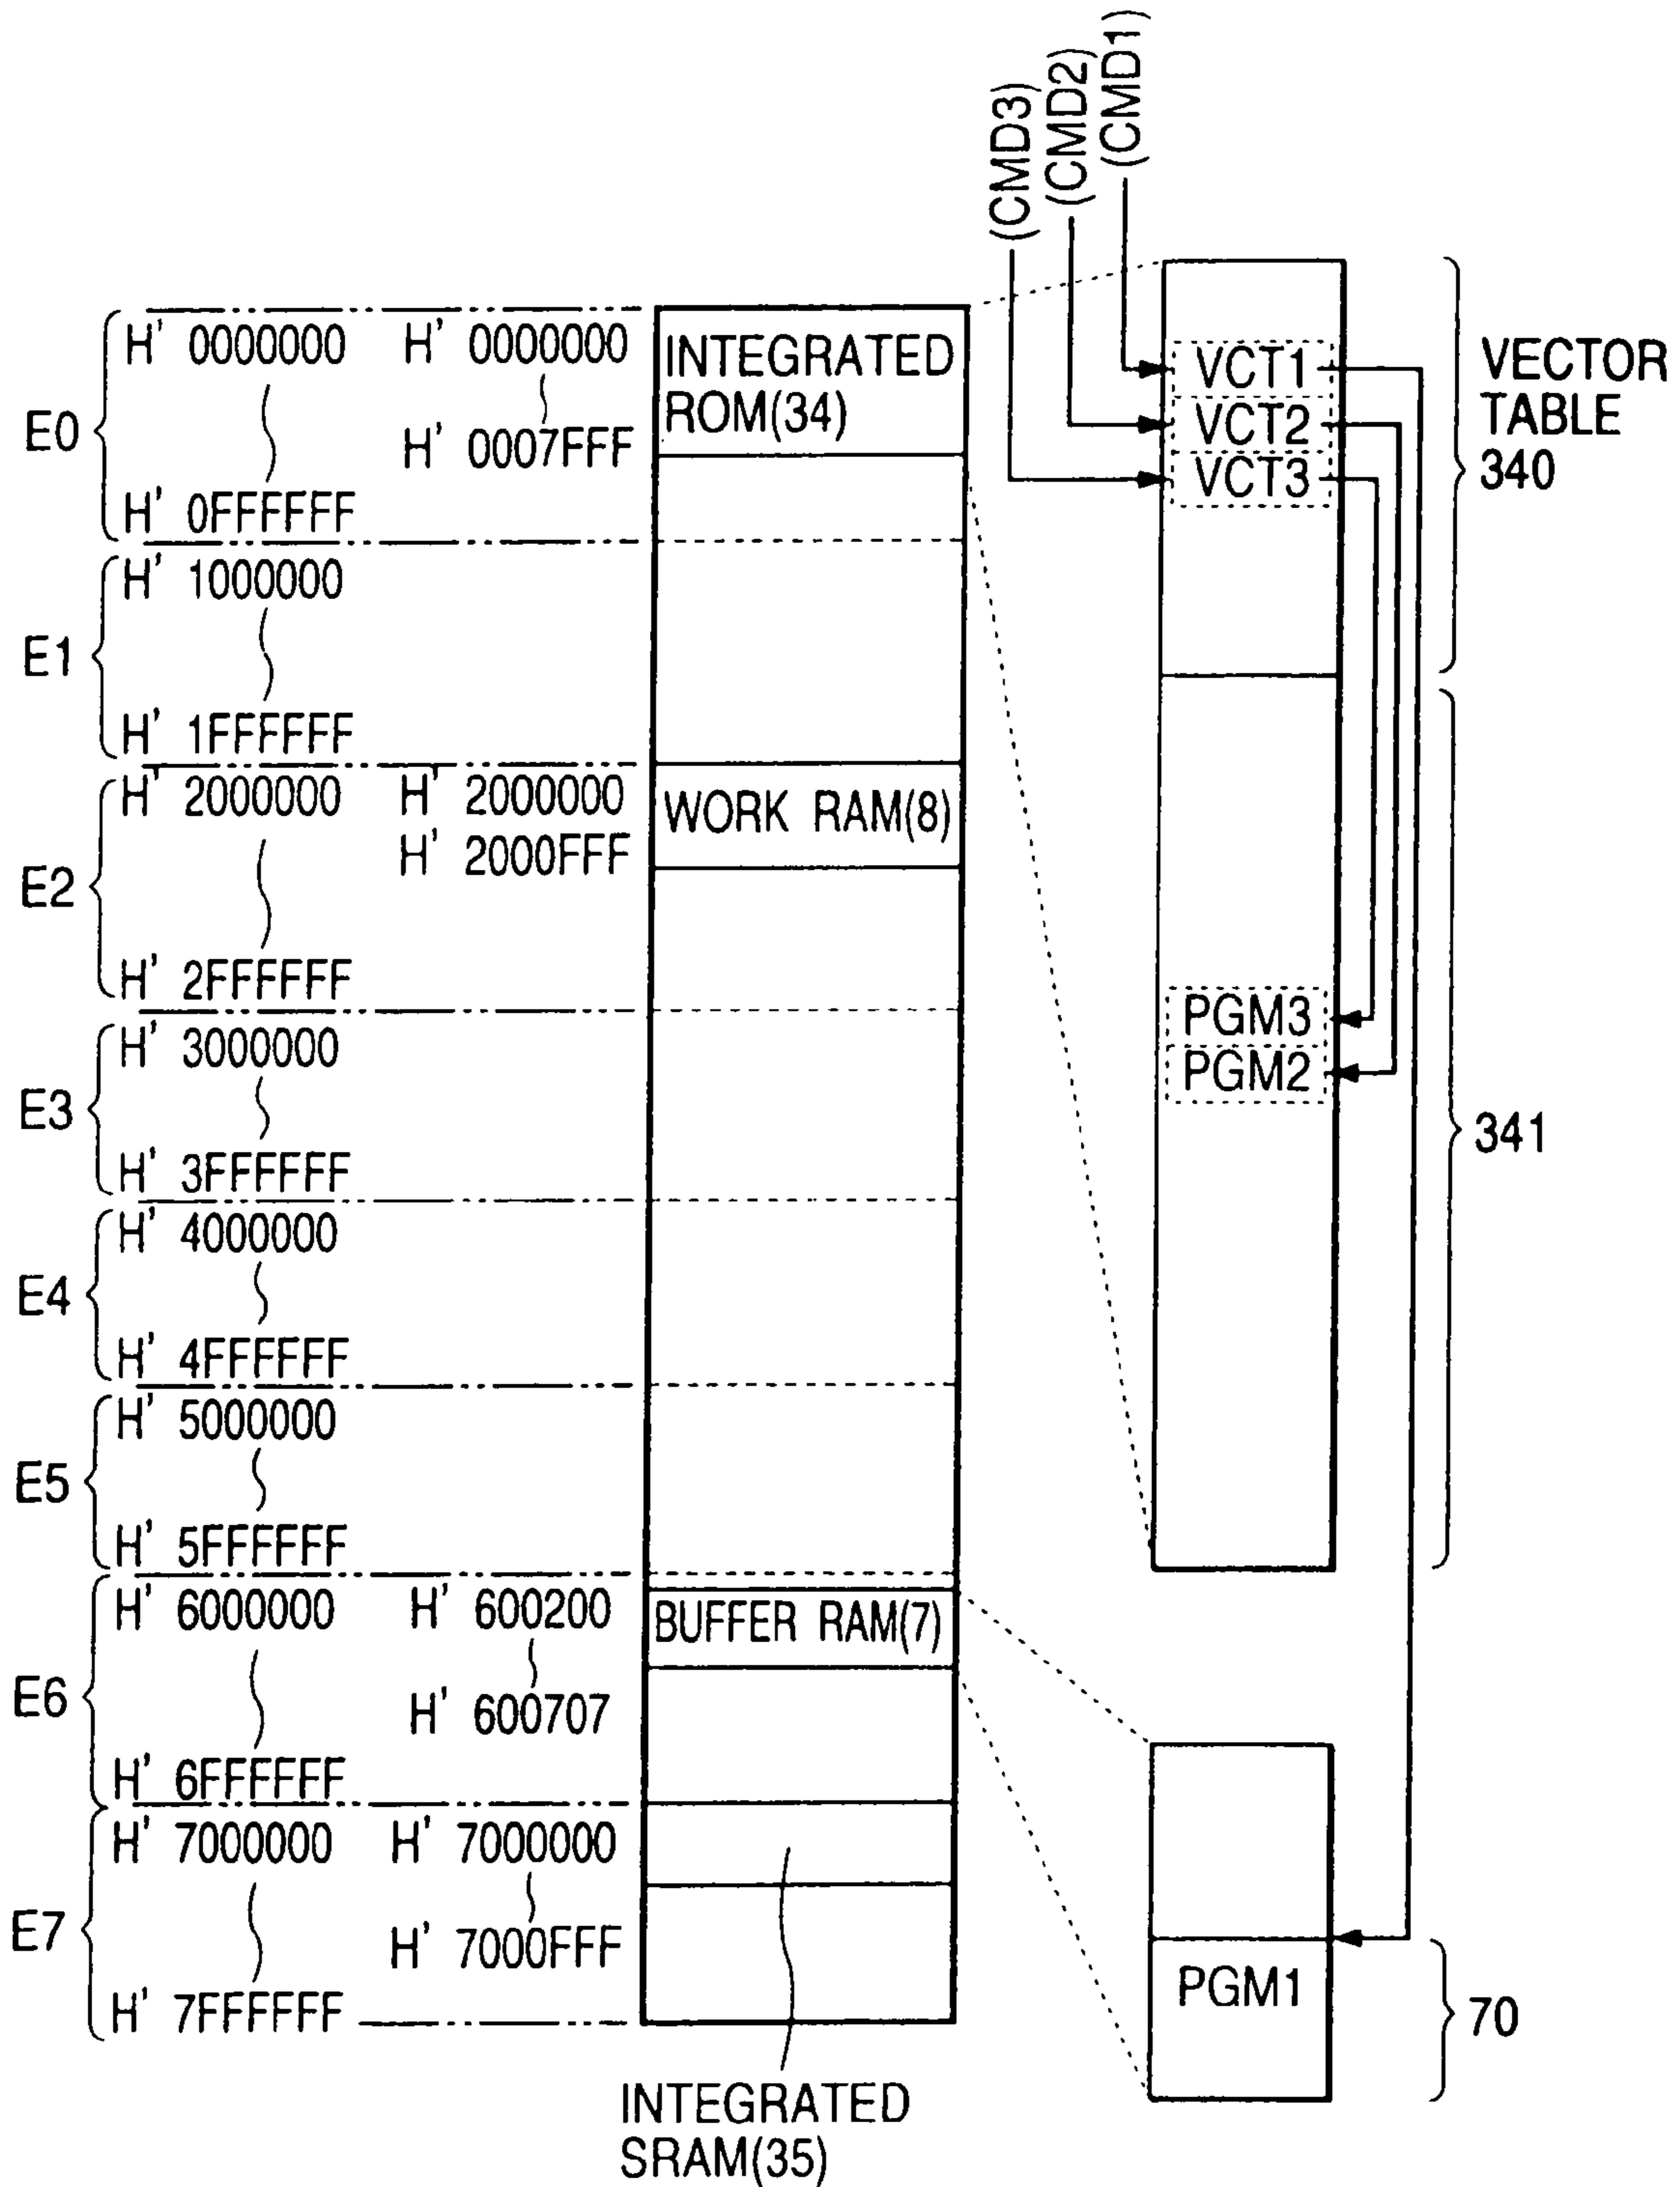 (CMD3)
(CMD2)
(CMD1)
E0
H' 0000000
H' 0FFFFFF
H' 0000000
H' 0007FFF
INTEGRATED
ROM(34)
E1
H' 1000000
H' 1FFFFFF
E2
H' 2000000
H' 2FFFFFF
H' 2000000
H' 2000FFF
WORK RAM(8)
E3
H' 3000000
H' 3FFFFFF
E4
H' 4000000
H' 4FFFFFF
E5
H' 5000000
H' 5FFFFFF
E6
H' 6000000
H' 6FFFFFF
H' 600200
H' 600707
BUFFER RAM(7)
E7
H' 7000000
H' 7FFFFFF
H' 7000000
H' 7000FFF
INTEGRATED
SRAM(35)
VCT1
VCT2
VCT3
VECTOR
TABLE
340
PGM3
PGM2
341
PGM1
70